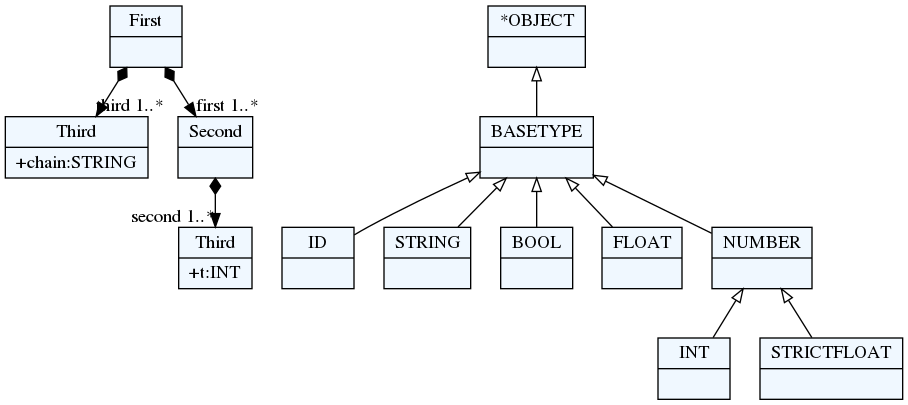 First
*OBJECT
third 1..*
first 1..*
Third
+chain:STRING
Second
BASETYPE
second 1..*
Third
+t:INT
ID
STRING
BOOL
FLOAT
NUMBER
INT
STRICTFLOAT